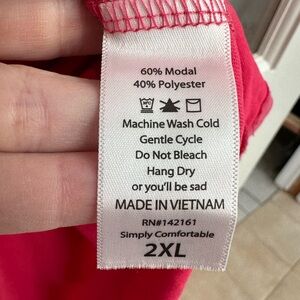 60% Modal
40% Polyester
Machine Wash Cold
Gentle Cycle
Do Not Bleach
Hang Dry
or you'll be sad
MADE IN VIETNAM
RN#142161
Simply Comfortable
2XL